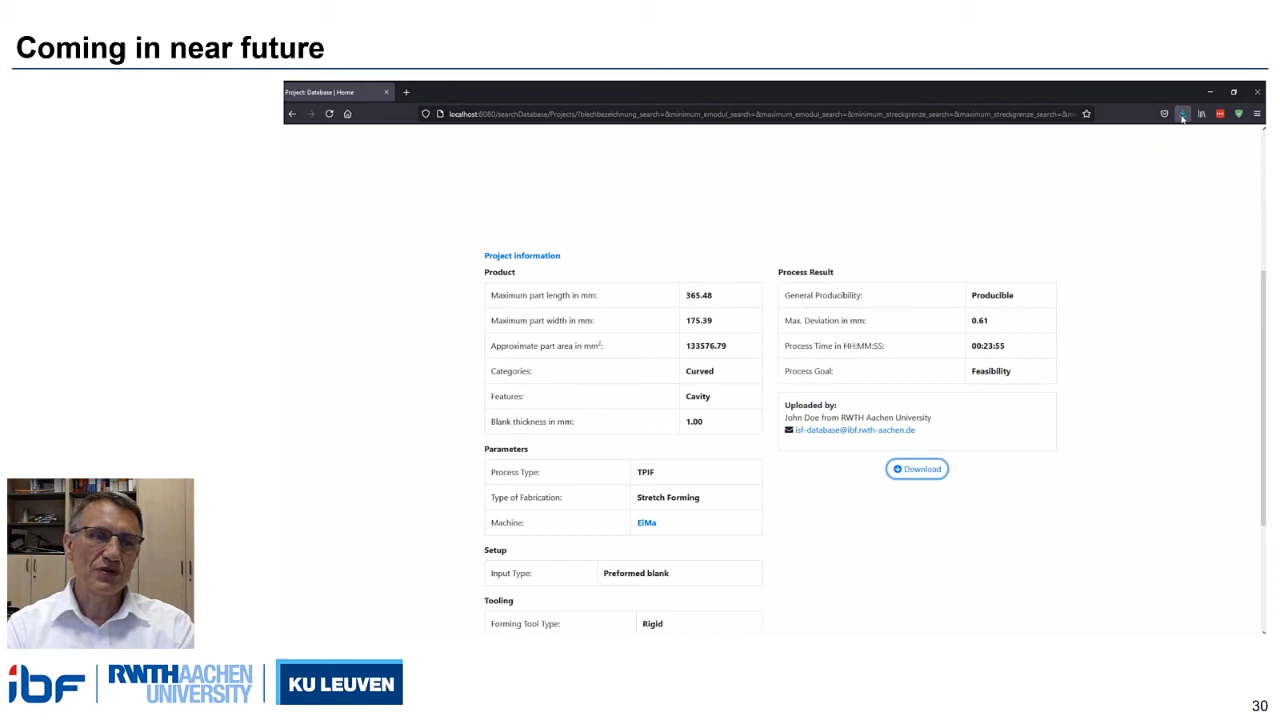 Coming in near future
Project: Database | Home
localhost:8080/searchDatabase/Projects/?blechbezeichnung_search=&minimum_emodul_search=&maximum_emodul_search=&minimum_streckgrenze_search=&maximum_streckgrenze_search=&m
Project information
Product
Maximum part length in mm: 365.48
Maximum part width in mm: 175.39
Approximate part area in mm²: 133576.79
Categories: Curved
Features: Cavity
Blank thickness in mm: 1.00
Parameters
Process Type: TPIF
Type of Fabrication: Stretch Forming
Machine: EiMa
Setup
Input Type: Preformed blank
Tooling
Forming Tool Type: Rigid
Process Result
General Producibility: Producible
Max. Deviation in mm: 0.61
Process Time in HH:MM:SS: 00:23:55
Process Goal: Feasibility
Uploaded by:
John Doe from RWTH Aachen University
isf-database@ibf.rwth-aachen.de
Download
ibf
RWTHAACHEN
UNIVERSITY
KU LEUVEN
30